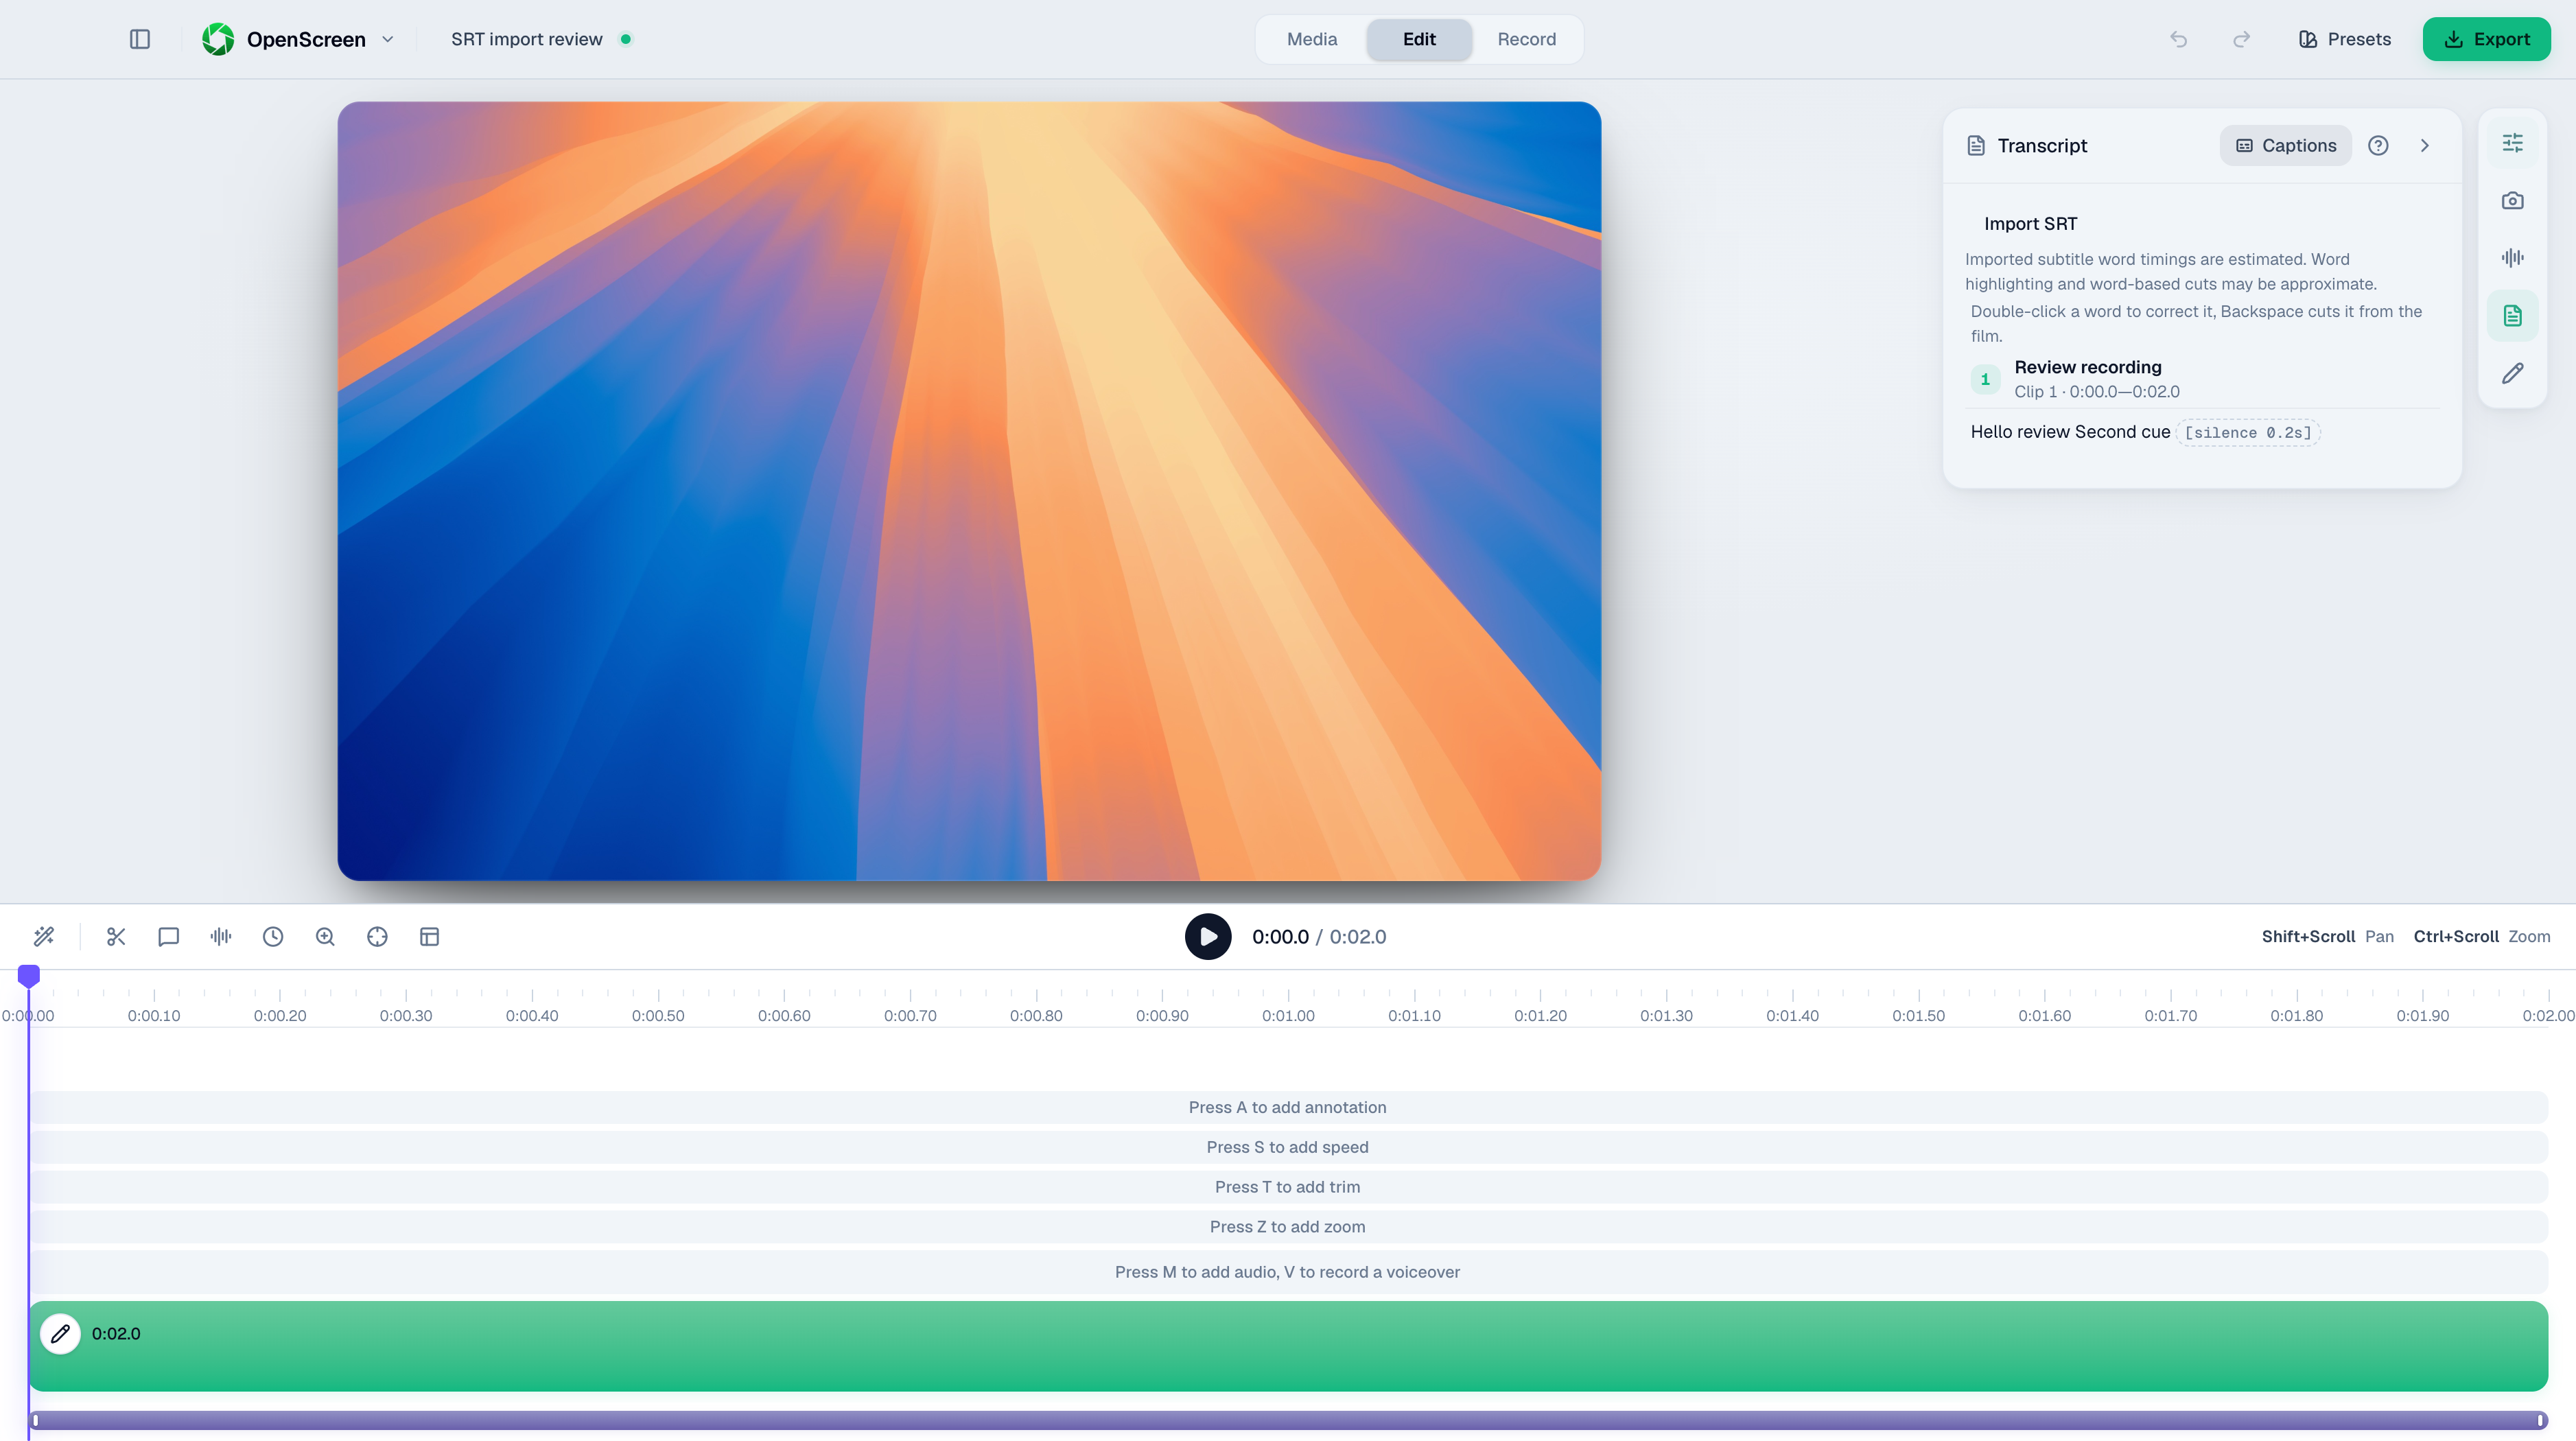 OpenScreen
SRT import review
Media
Edit
Record
Presets
Export
Transcript
Captions
Import SRT
Imported subtitle word timings are estimated. Word
highlighting and word-based cuts may be approximate.
Double-click a word to correct it, Backspace cuts it from the
film.
1
Review recording
Clip 1 · 0:00.0—0:02.0
Hello review Second cue [silence 0.2s]
0:00.0 / 0:02.0
Shift+Scroll Pan Ctrl+Scroll Zoom
0:00.00 0:00.10 0:00.20 0:00.30 0:00.40 0:00.50 0:00.60 0:00.70 0:00.80 0:00.90 0:01.00 0:01.10 0:01.20 0:01.30 0:01.40 0:01.50 0:01.60 0:01.70 0:01.80 0:01.90 0:02.00
Press A to add annotation
Press S to add speed
Press T to add trim
Press Z to add zoom
Press M to add audio, V to record a voiceover
0:02.0